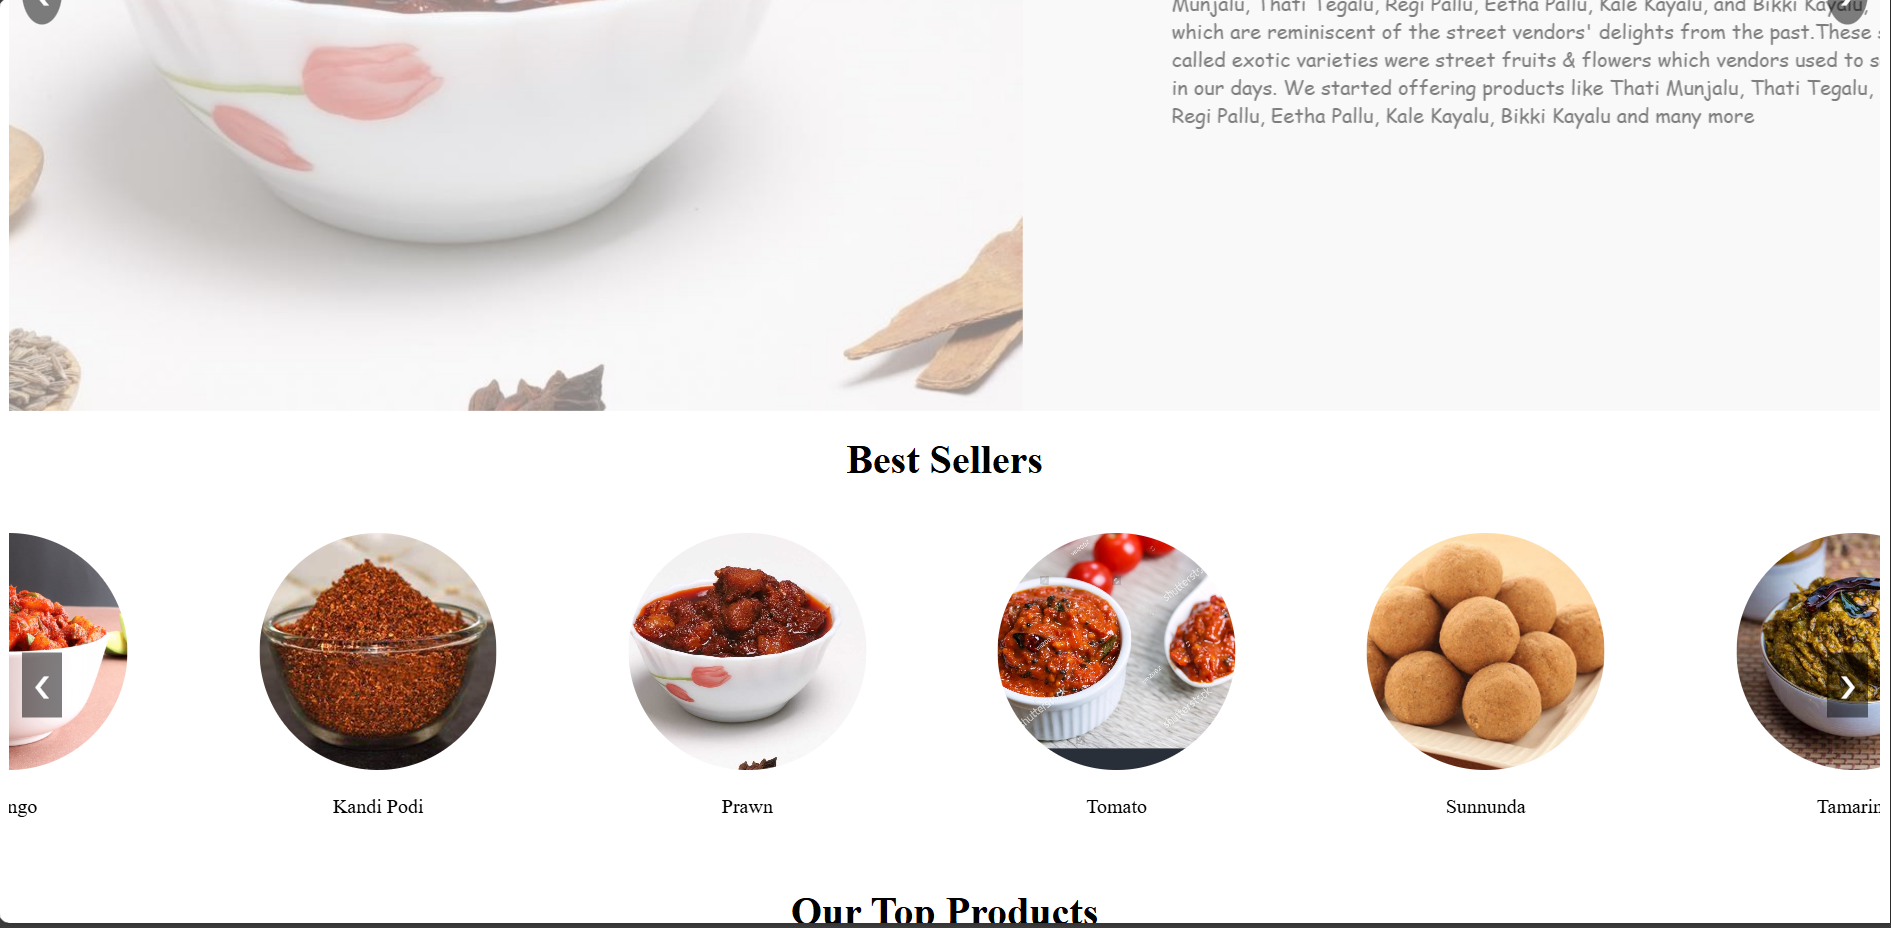 Munjalu, Thati Tegalu, Regi Pallu, Eetha Pallu, Kale Kayalu, and Bikki Kayalu,
which are reminiscent of the street vendors' delights from the past.These s
called exotic varieties were street fruits & flowers which vendors used to s
in our days. We started offering products like Thati Munjalu, Thati Tegalu,
Regi Pallu, Eetha Pallu, Kale Kayalu, Bikki Kayalu and many more
Best Sellers
ngo
Kandi Podi
Prawn
Tomato
Sunnunda
Tamarin
Our Top Products